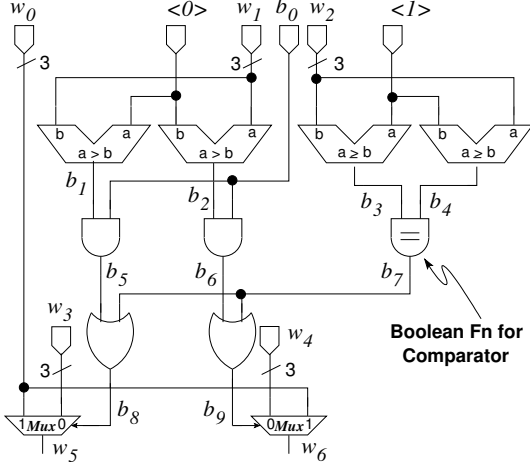 w0 <0> w1 b0 w2 <1>
3 3 3
b a b a b a b a
a > b a > b a ≥ b a ≥ b
b1 b2 b3 b4
=
b5 b6 b7
w3 w4
Boolean Fn for
Comparator
3 3
b8 b9
1 Mux 0 0 Mux 1
w5 w6